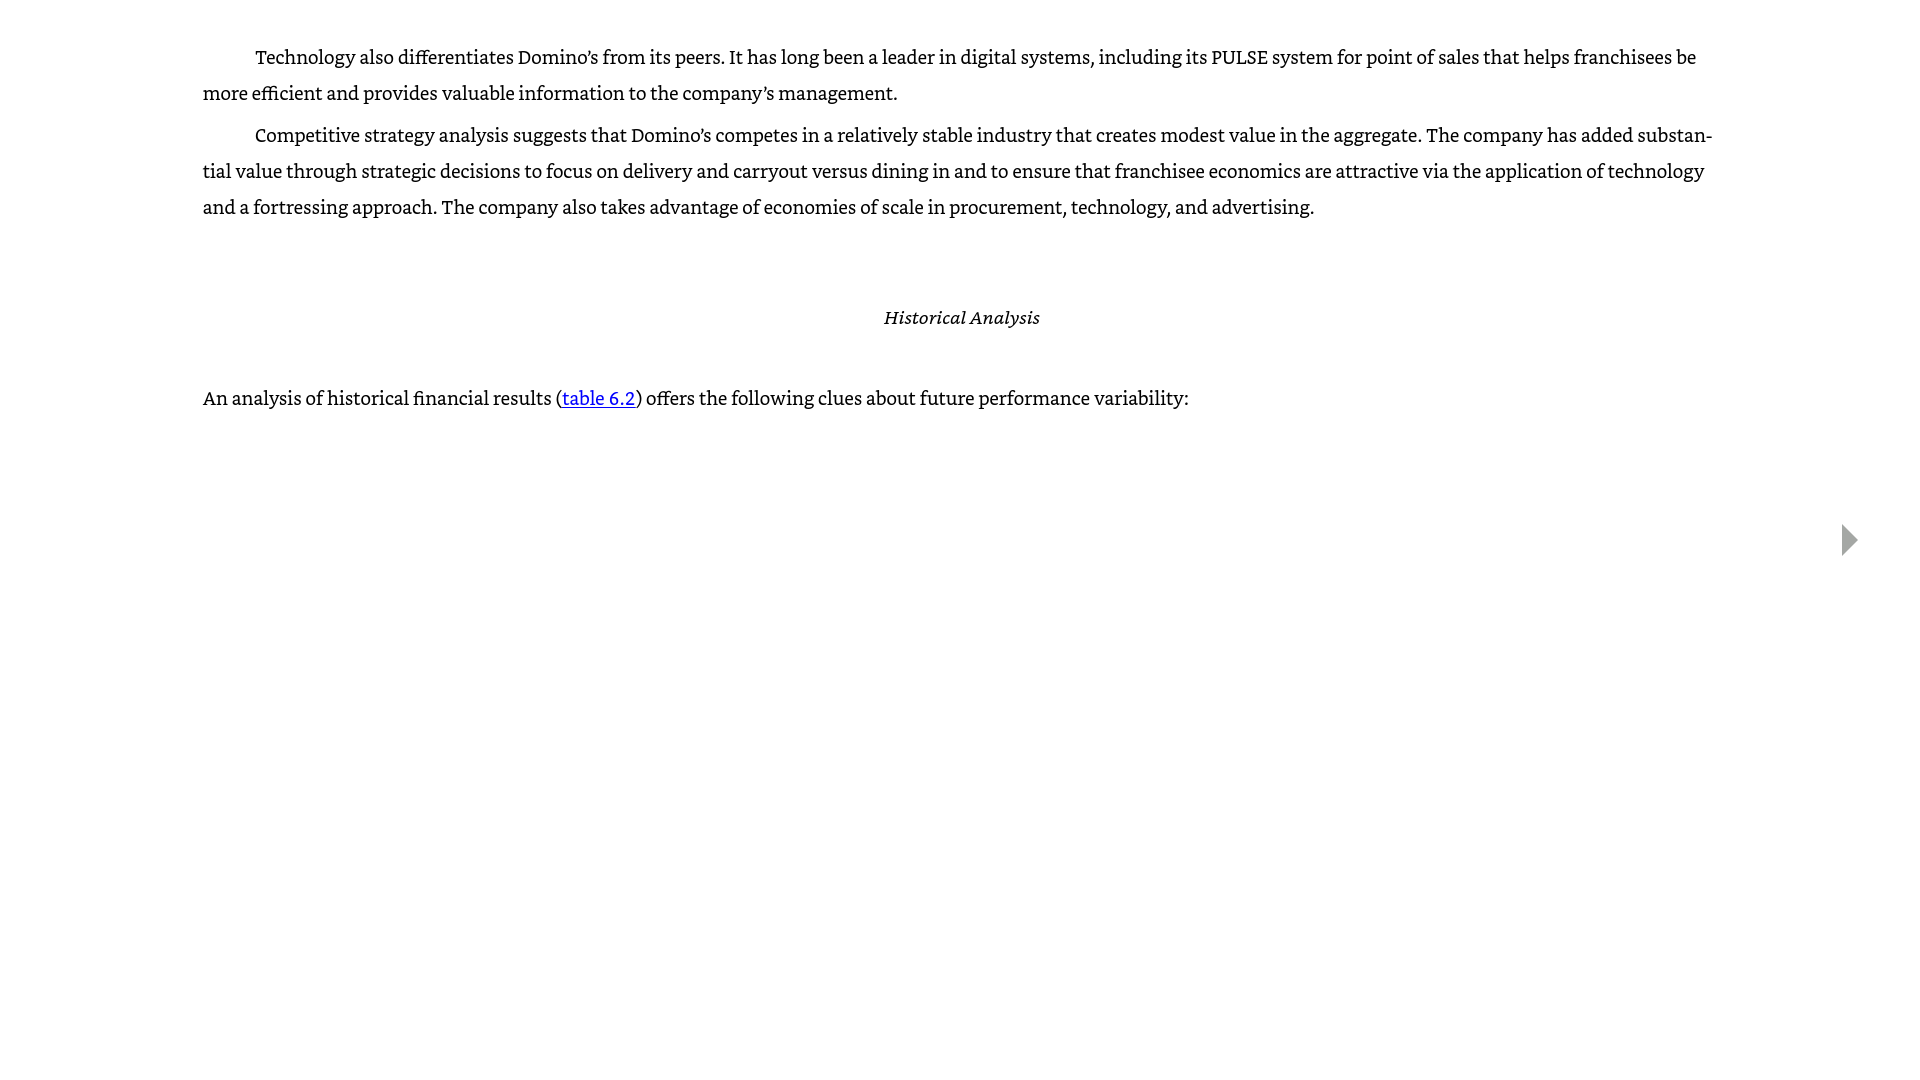 Technology also differentiates Domino’s from its peers. It has long been a leader in digital systems, including its PULSE system for point of sales that helps franchisees be
more efficient and provides valuable information to the company’s management.
Competitive strategy analysis suggests that Domino’s competes in a relatively stable industry that creates modest value in the aggregate. The company has added substan-
tial value through strategic decisions to focus on delivery and carryout versus dining in and to ensure that franchisee economics are attractive via the application of technology
and a fortressing approach. The company also takes advantage of economies of scale in procurement, technology, and advertising.
Historical Analysis
An analysis of historical financial results (table 6.2) offers the following clues about future performance variability: